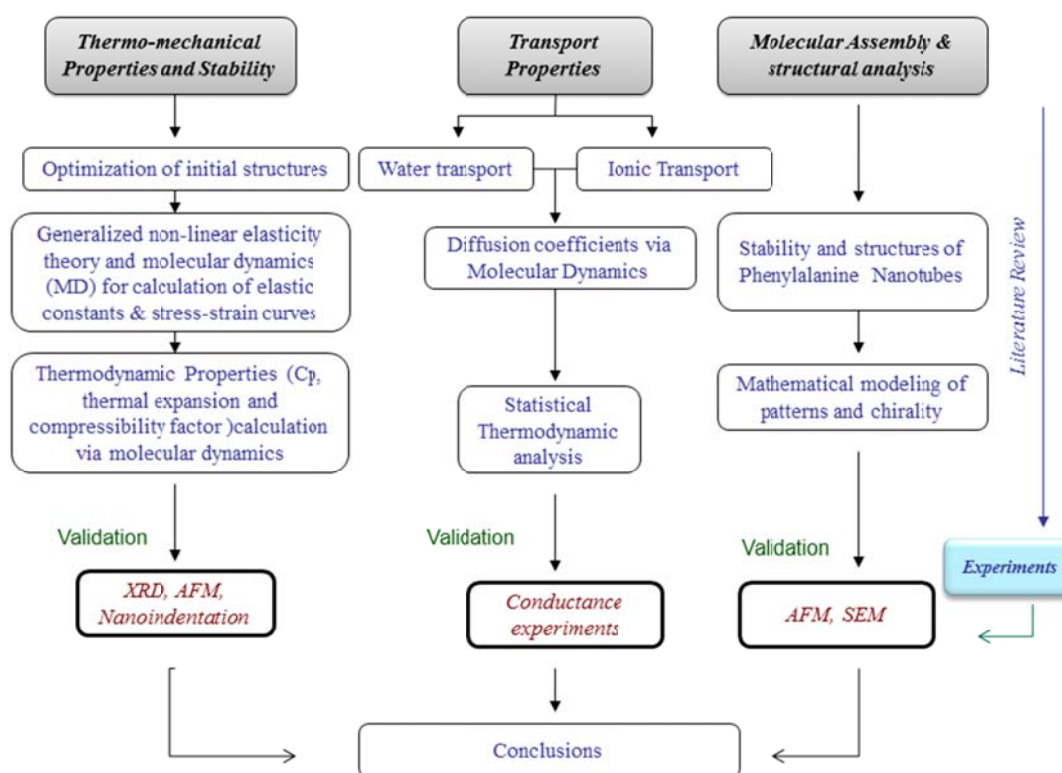 Thermo-mechanical
Properties and Stability
Transport
Properties
Molecular Assembly &
structural analysis
Optimization of initial structures
Water transport
Ionic Transport
Generalized non-linear elasticity
theory and molecular dynamics
(MD) for calculation of elastic
constants & stress-strain curves
Diffusion coefficients via
Molecular Dynamics
Stability and structures of
Phenylalanine Nanotubes
Literature Review
Thermodynamic Properties (Cp,
thermal expansion and
compressibility factor )calculation
via molecular dynamics
Statistical
Thermodynamic
analysis
Mathematical modeling of
patterns and chirality
Validation
Validation
Validation
XRD, AFM,
Nanoindentation
Conductance
experiments
AFM, SEM
Experiments
Conclusions